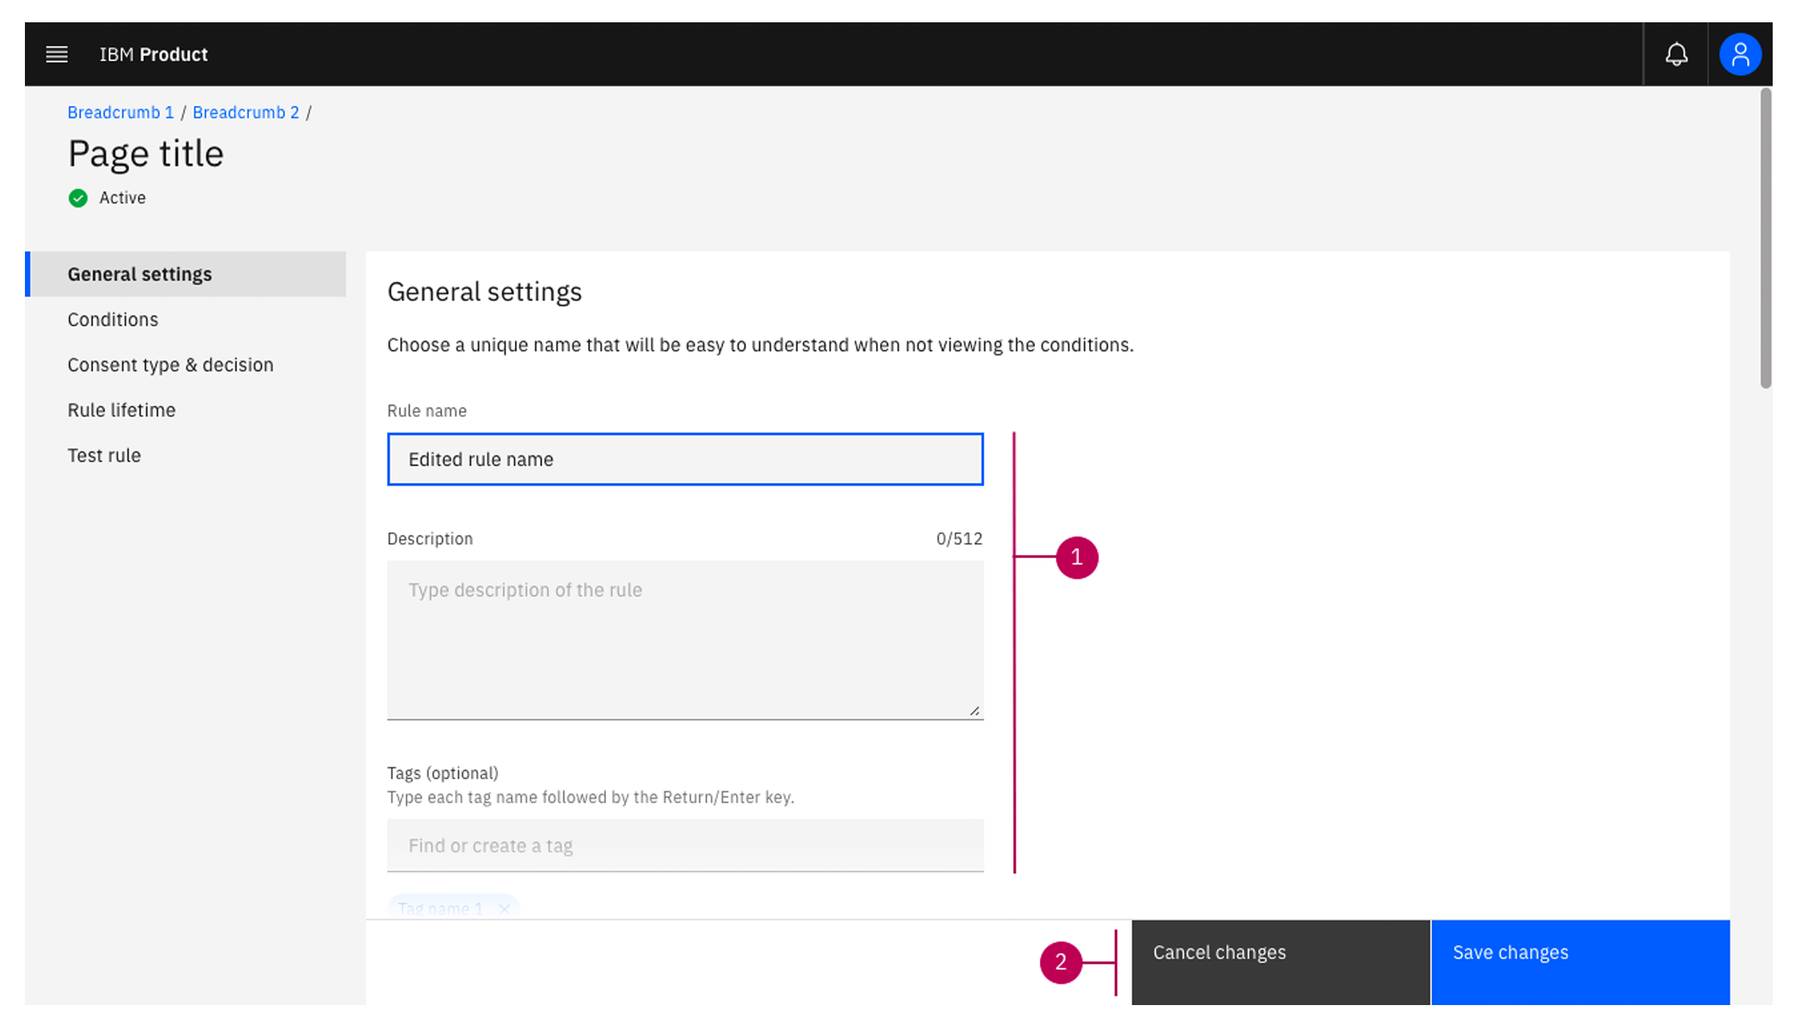 IBM Product
Breadcrumb 1 / Breadcrumb 2 /
Page title
Active
General settings
Conditions
Consent type & decision
Rule lifetime
Test rule
General settings
Choose a unique name that will be easy to understand when not viewing the conditions.
Rule name
Edited rule name
Description 0/512
Type description of the rule
1
Tags (optional)
Type each tag name followed by the Return/Enter key.
Find or create a tag
Tag name 1
2
Cancel changes
Save changes